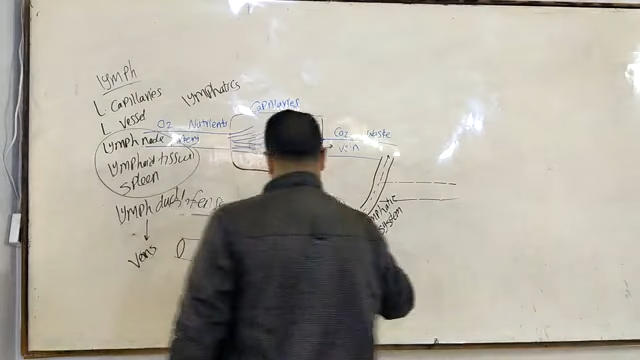 Lymph
L. Capillaries
L. Vessel
Lymphatics
Capillaries
O2 Nutrients
Co2 Waste
Lymph node
Artery
Vein
Lymphoid tissue
Spleen
Lymph duct
Veins
System